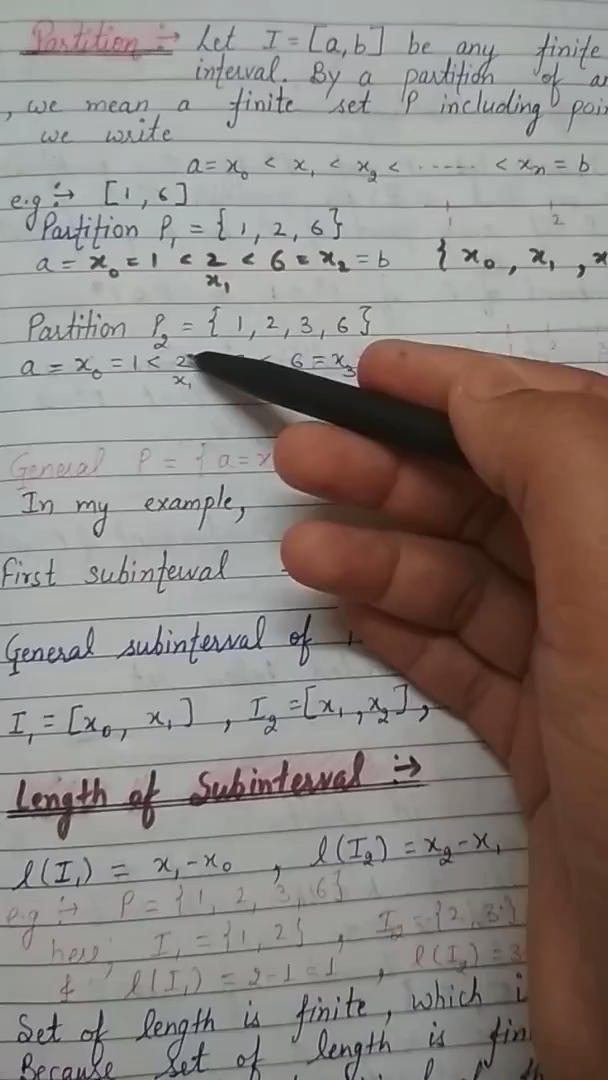 Partition :→ Let I = [a, b] be any finite
interval. By a partition of
, we mean a finite set P including
we write
a = x₀ < x₁ < x₂ < ...... < xₙ = b
e.g :→ [1, 6]
1 2
Partition P₁ = { 1, 2, 6 }
a = x₀ = 1 < 2 < 6 = x₂ = b { x₀, x₁,
x₁
Partition P₂ = { 1, 2, 3, 6 }
a = x₀ = 1 < 2 < 6 = x₃
x₁
General P = { a =
In my example,
First subinterval
General subinterval of
I₁ = [x₀, x₁] , I₂ = [x₁, x₂],
Length of Subinterval :→
l(I₁) = x₁ - x₀ , l(I₂) = x₂ - x₁
e.g :→ P = {1, 2, 3, 6}
here, I₁ = {1, 2} , I₂ = {2, 3}
& l(I₁) = 2-1 = 1 , l(I₂) = 3
Set of length is finite, which
Because set of length is